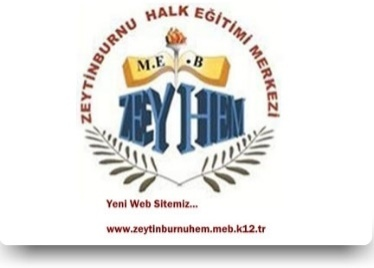 ZEYTİNBURNU HALK EĞİTİMİ MERKEZİ
M.E.B
ZEYHEM
Yeni Web Sitemiz...
www.zeytinburnuhem.meb.k12.tr